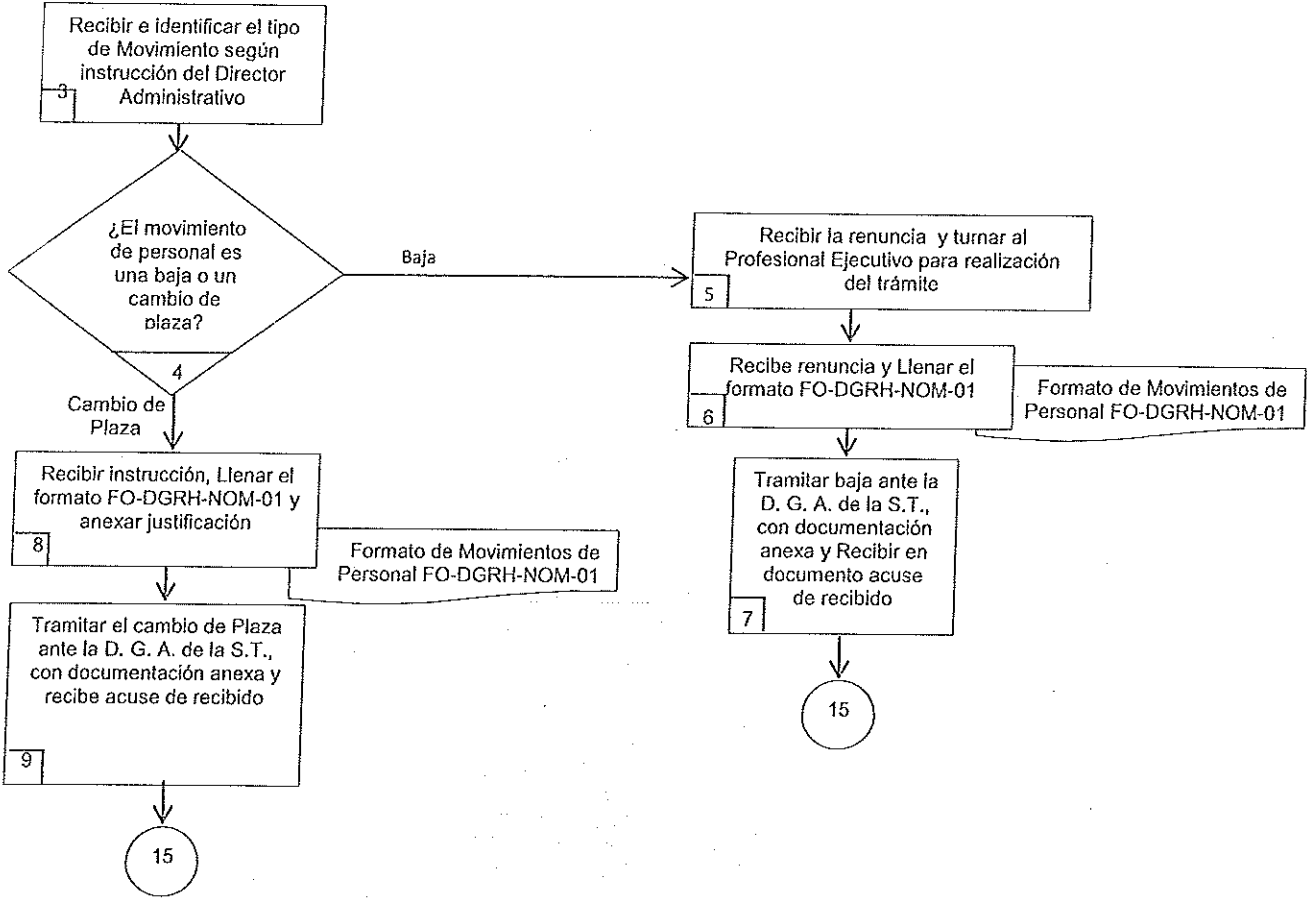 Recibir e identificar el tipo
de Movimiento según
instrucción del Director
Administrativo
3
¿El movimiento
de personal es
una baja o un
cambio de
plaza?
4
Baja
Cambio de
Plaza
Recibir la renuncia y turnar al
Profesional Ejecutivo para realización
del trámite
5
Recibe renuncia y Llenar el
formato FO-DGRH-NOM-01
6
Formato de Movimientos de
Personal FO-DGRH-NOM-01
Tramitar baja ante la
D. G. A. de la S.T.,
con documentación
anexa y Recibir en
documento acuse
de recibido
7
15
Recibir instrucción, Llenar el
formato FO-DGRH-NOM-01 y
anexar justificación
8
Formato de Movimientos de
Personal FO-DGRH-NOM-01
Tramitar el cambio de Plaza
ante la D. G. A. de la S.T.,
con documentación anexa y
recibe acuse de recibido
9
15